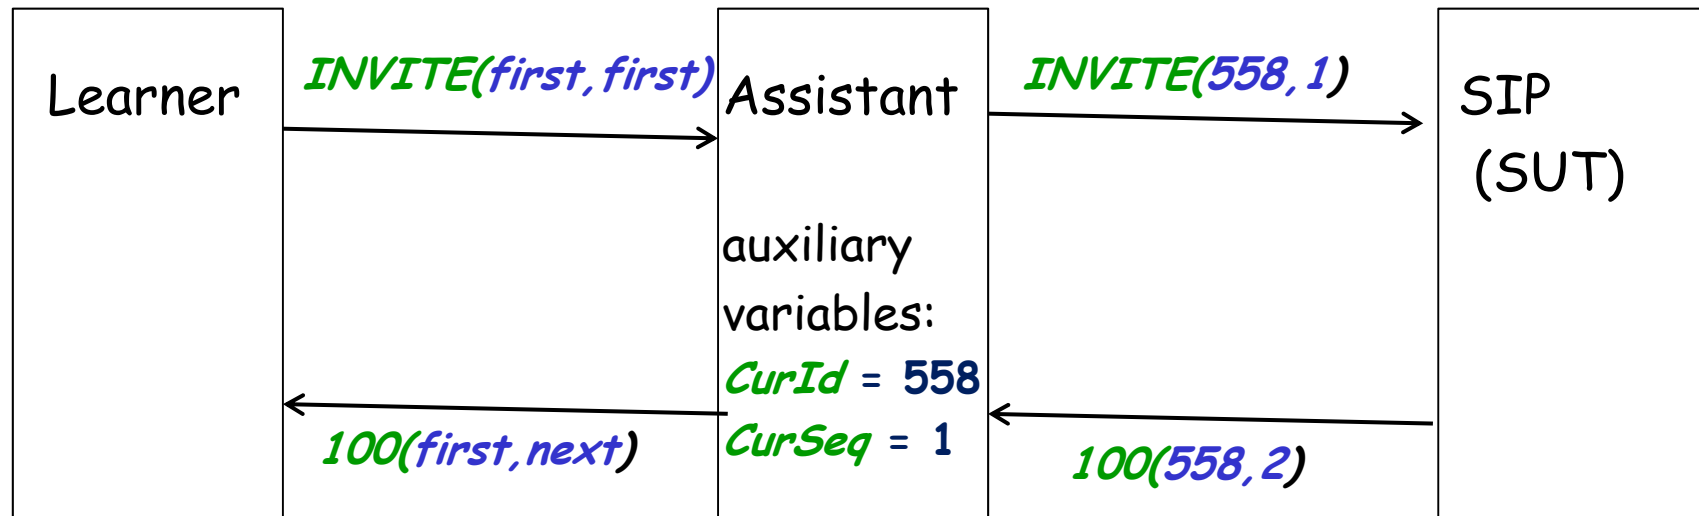 Learner
INVITE(first,first)
Assistant
INVITE(558,1)
SIP
(SUT)
auxiliary
variables:
CurId = 558
CurSeq = 1
100(first,next)
100(558,2)